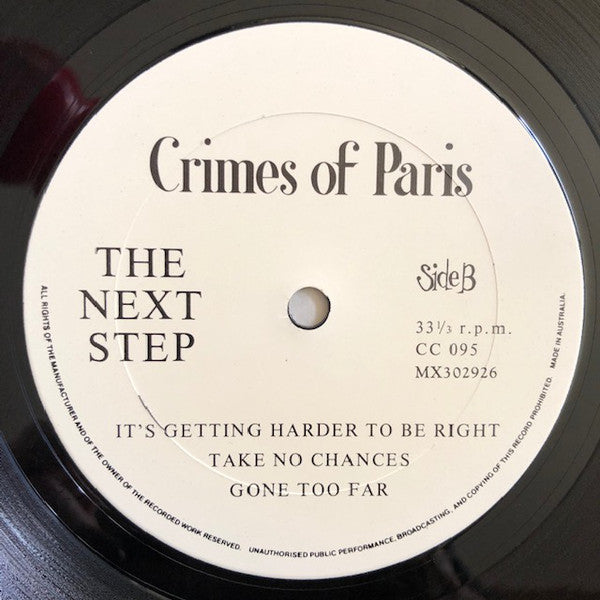 Crimes of Paris
THE
NEXT
STEP
Side B
33⅓ r.p.m.
CC 095
MX302926
IT'S GETTING HARDER TO BE RIGHT
TAKE NO CHANCES
GONE TOO FAR
ALL RIGHTS OF THE MANUFACTURER AND OF THE OWNER OF THE RECORDED WORK RESERVED. UNAUTHORISED PUBLIC PERFORMANCE, BROADCASTING, AND COPYING OF THIS RECORD PROHIBITED. MADE IN AUSTRALIA.